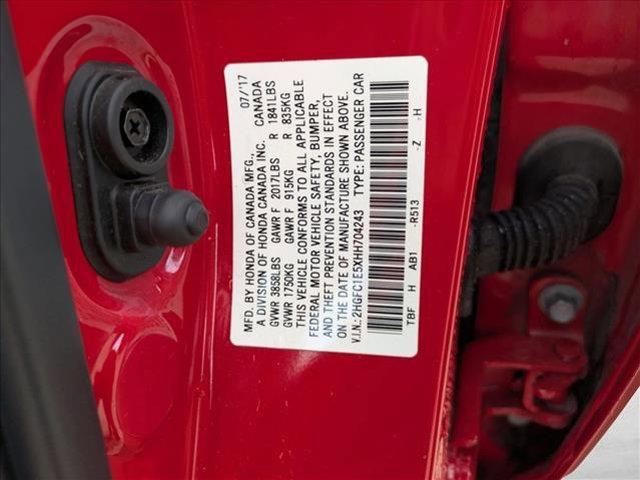 MFD. BY HONDA OF CANADA MFG., 07/'17
A DIVISION OF HONDA CANADA INC. CANADA
GVWR 3858LBS GAWR F 2017LBS R 1841LBS
GVWR 1750KG GAWR F 915KG R 835KG
THIS VEHICLE CONFORMS TO ALL APPLICABLE
FEDERAL MOTOR VEHICLE SAFETY, BUMPER,
AND THEFT PREVENTION STANDARDS IN EFFECT
ON THE DATE OF MANUFACTURE SHOWN ABOVE.
V.I.N.:2HGFC1E5XHH704243 TYPE: PASSENGER CAR
TBF H AB1 -R513 -Z -H